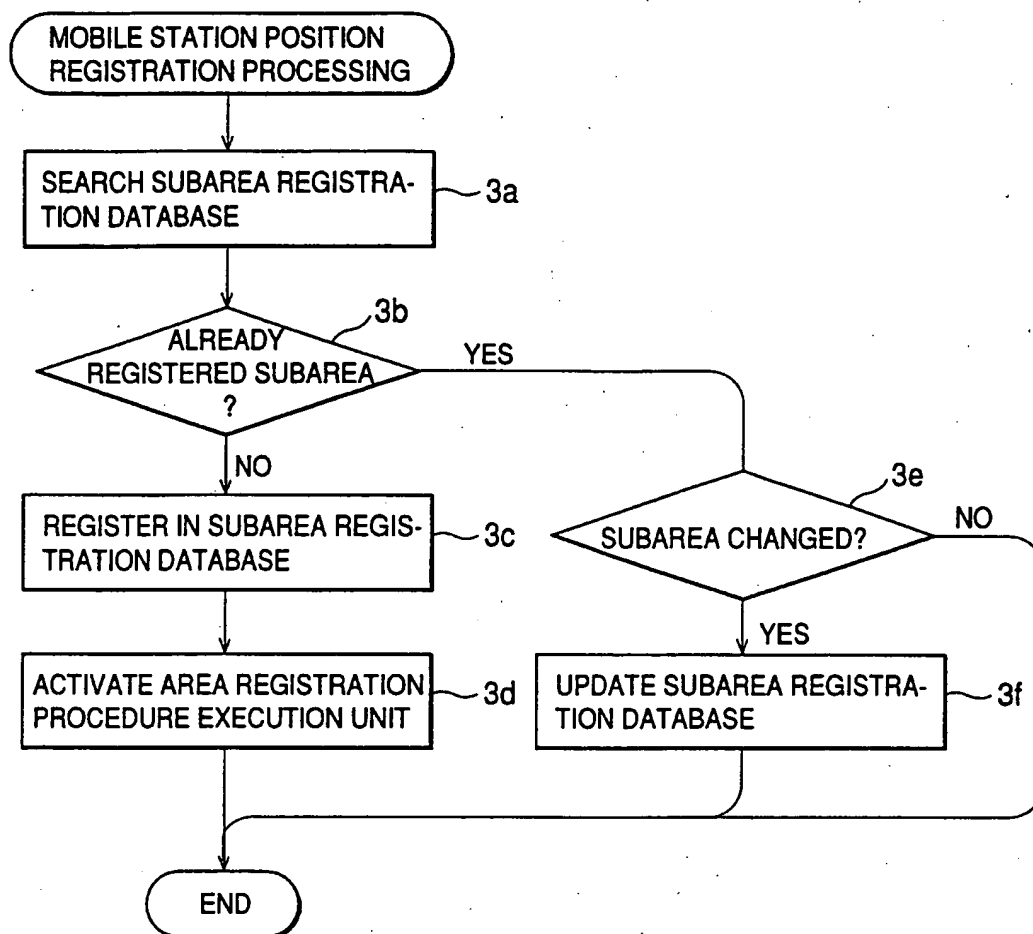 MOBILE STATION POSITION
REGISTRATION PROCESSING
SEARCH SUBAREA REGISTRA-
TION DATABASE
3a
3b
ALREADY
REGISTERED SUBAREA
?
YES
NO
REGISTER IN SUBAREA REGIS-
TRATION DATABASE
3c
3e
SUBAREA CHANGED?
NO
YES
ACTIVATE AREA REGISTRATION
PROCEDURE EXECUTION UNIT
3d
UPDATE SUBAREA REGISTRA-
TION DATABASE
3f
END